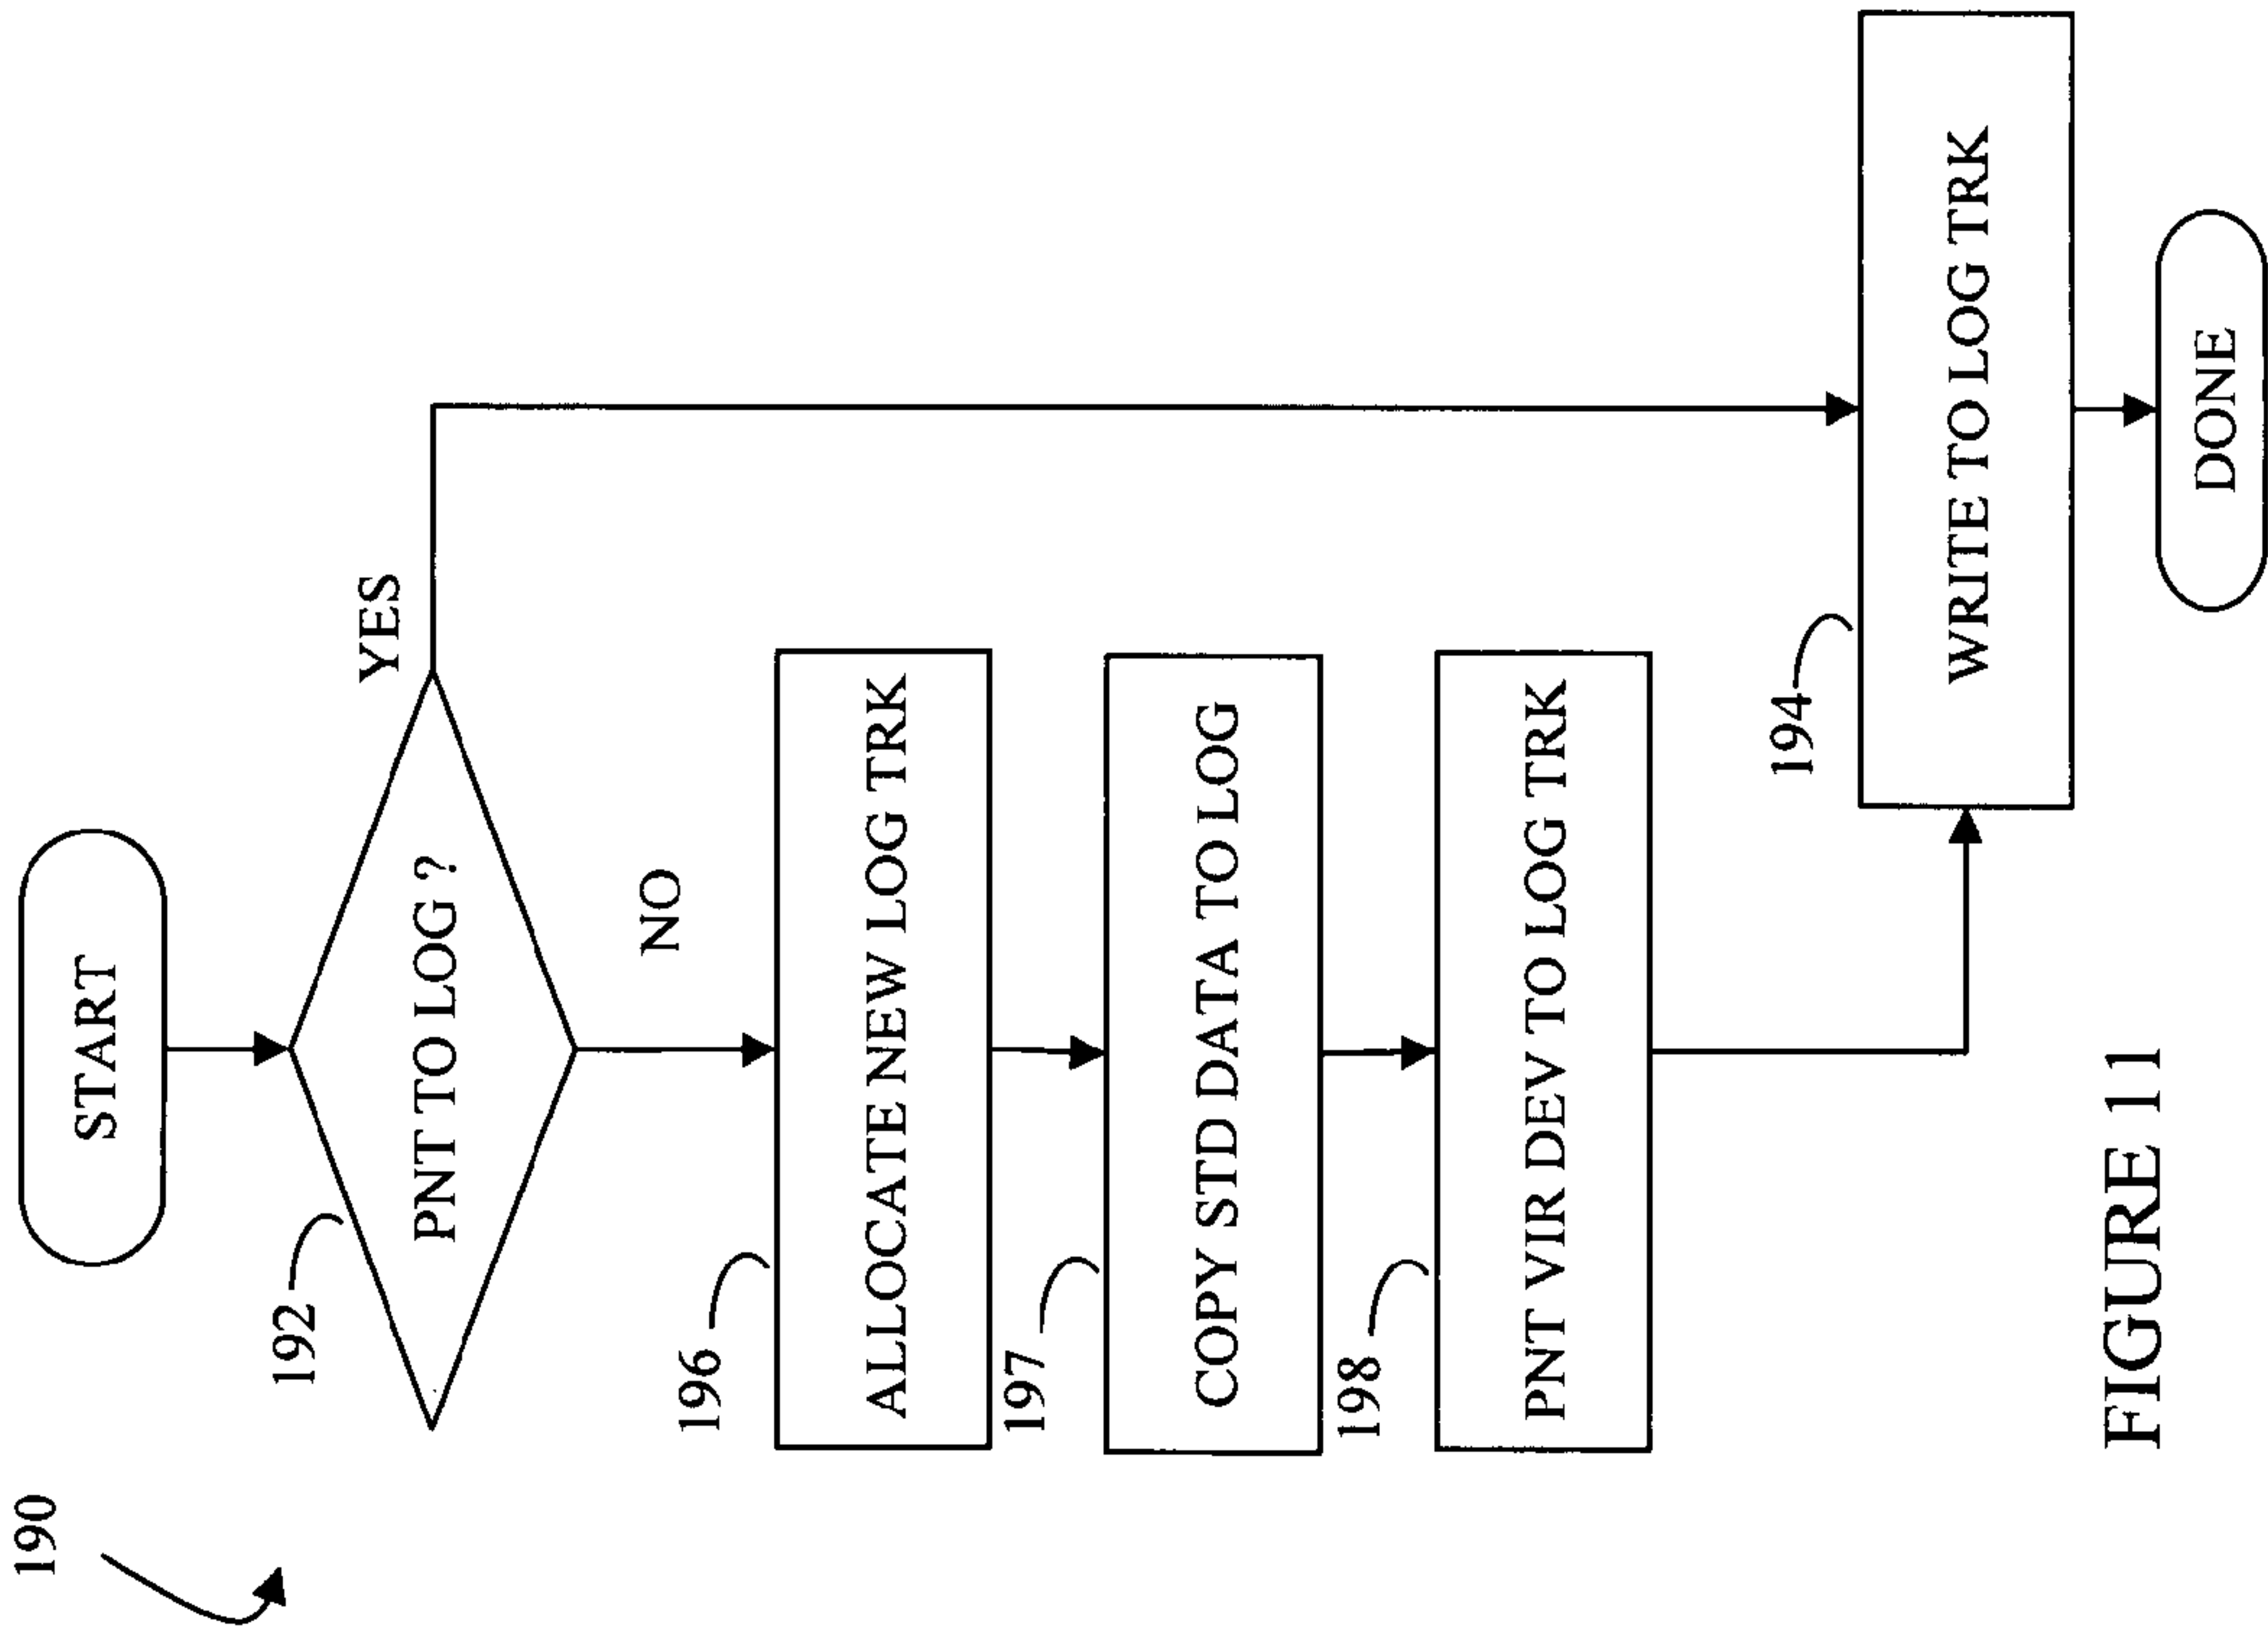 190
START
192
PNT TO LOG ?
YES
NO
196
ALLOCATE NEW LOG TRK
197
COPY STD DATA TO LOG
198
PNT VIR DEV TO LOG TRK
194
WRITE TO LOG TRK
DONE
FIGURE 11